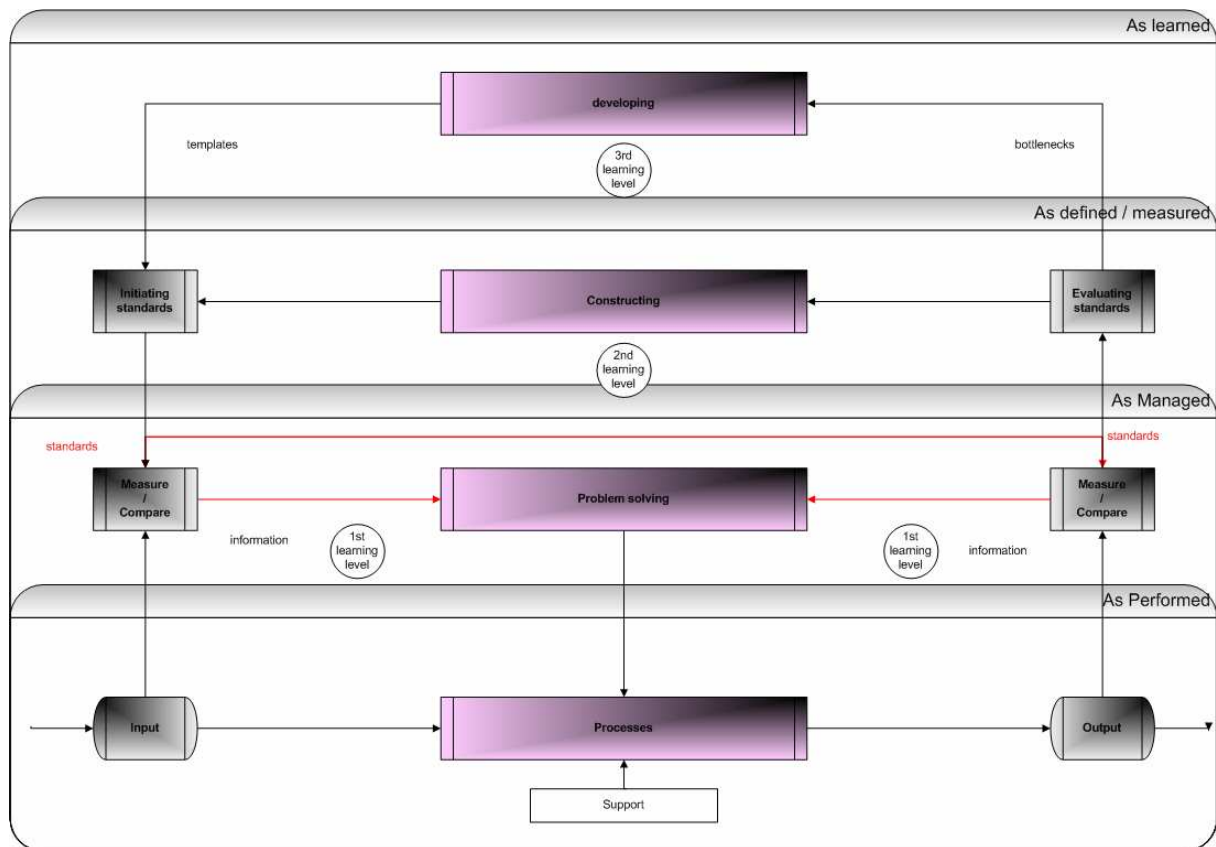 As learned
developing
templates
bottlenecks
3rd
learning
level
As defined / measured
Initiating
standards
Constructing
Evaluating
standards
2nd
learning
level
As Managed
standards
standards
Measure
/
Compare
Problem solving
Measure
/
Compare
information
1st
learning
level
1st
learning
level
information
As Performed
Input
Processes
Output
Support